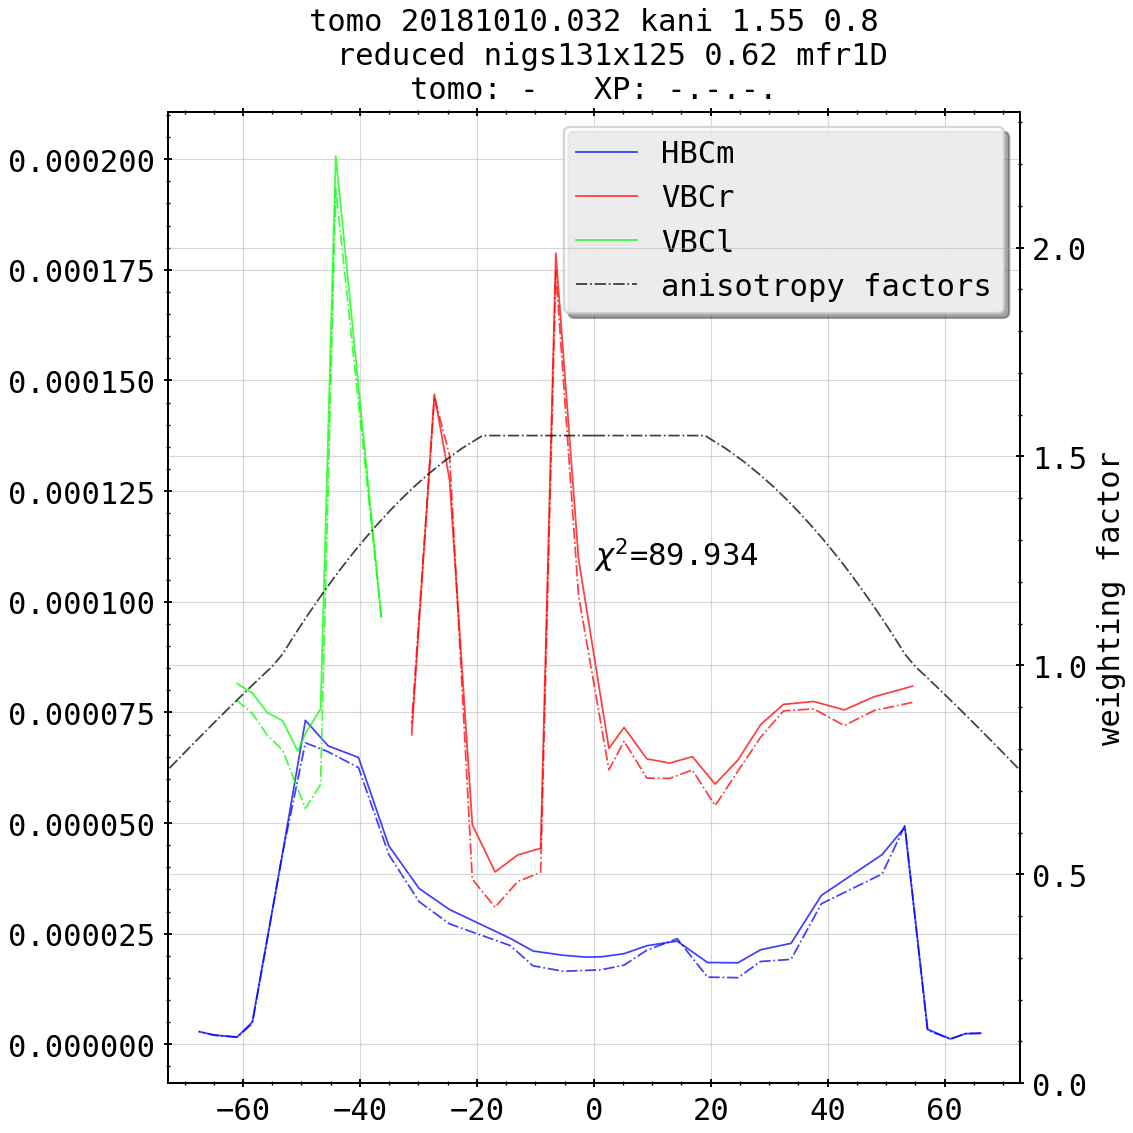 tomo 20181010.032 kani 1.55 0.8
reduced nigs131x125 0.62 mfr1D
tomo: - XP: -.-.-.
HBCm
VBCr
VBCl
anisotropy factors
χ²=89.934
0.000200
0.000175
0.000150
0.000125
0.000100
0.000075
0.000050
0.000025
0.000000
2.0
1.5
1.0
0.5
0.0
weighting factor
−60 −40 −20 0 20 40 60